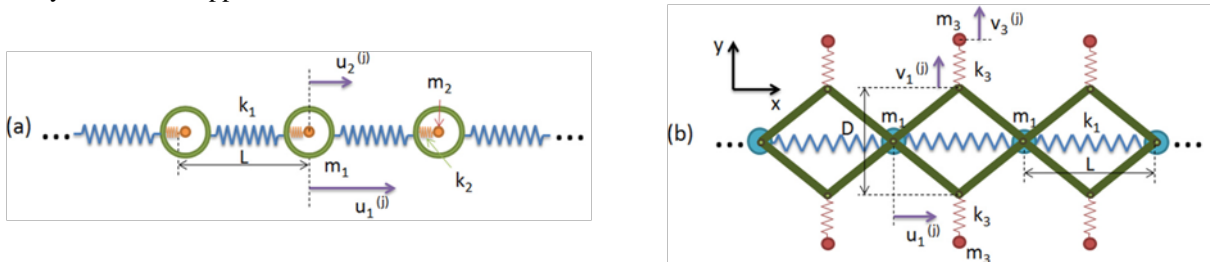 (a)
u₂⁽ʲ⁾
m₂
k₁
L
m₁
k₂
u₁⁽ʲ⁾
...
...
(b)
m₃
v₃⁽ʲ⁾
y
x
v₁⁽ʲ⁾
k₃
D
m₁
m₁
k₁
L
u₁⁽ʲ⁾
k₃
m₃
...
...